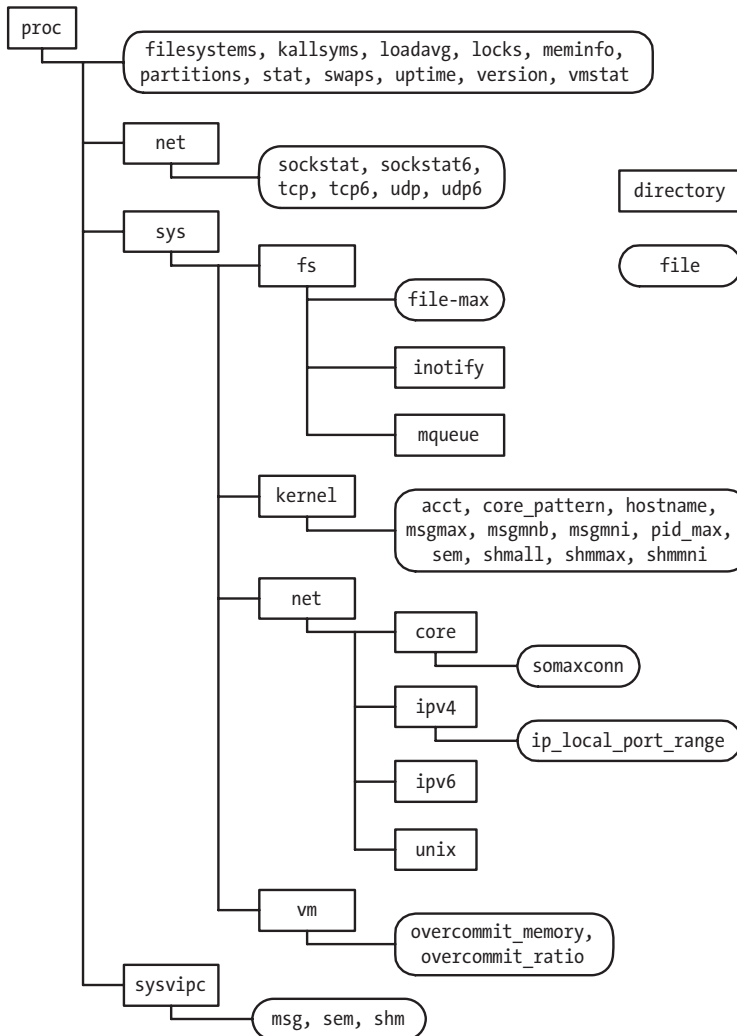 proc
filesystems, kallsyms, loadavg, locks, meminfo,
partitions, stat, swaps, uptime, version, vmstat
net
sockstat, sockstat6,
tcp, tcp6, udp, udp6
directory
sys
fs
file
file-max
inotify
mqueue
kernel
acct, core_pattern, hostname,
msgmax, msgmnb, msgmni, pid_max,
sem, shmall, shmmax, shmmni
net
core
somaxconn
ipv4
ip_local_port_range
ipv6
unix
vm
overcommit_memory,
overcommit_ratio
sysvipc
msg, sem, shm